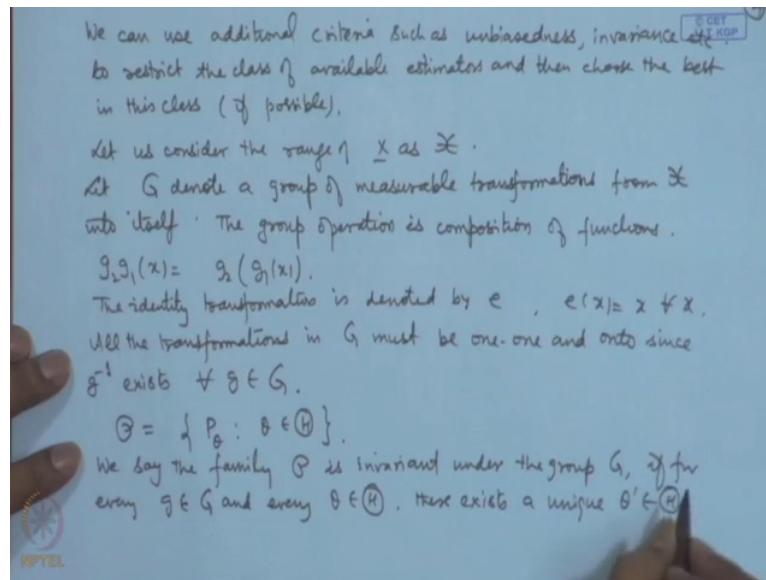 We can use additional criteria such as unbiasedness, invariance etc.
to restrict the class of available estimators and then choose the best
in this class (if possible).
Let us consider the range of X as 𝔛.
Let G denote a group of measurable transformations from 𝔛
into itself. The group operation is composition of functions.
g₂g₁(x) = g₂(g₁(x)).
The identity transformation is denoted by e, e(x) = x ∀ x.
All the transformations in G must be one-one and onto since
g⁻¹ exists ∀ g ∈ G.
𝒫 = { P_θ : θ ∈ Ⓗ }.
We say the family 𝒫 is invariant under the group G, if for
every g ∈ G and every θ ∈ Ⓗ, there exists a unique θ' ∈ Ⓗ
© CET
I.I.T. KGP
NPTEL